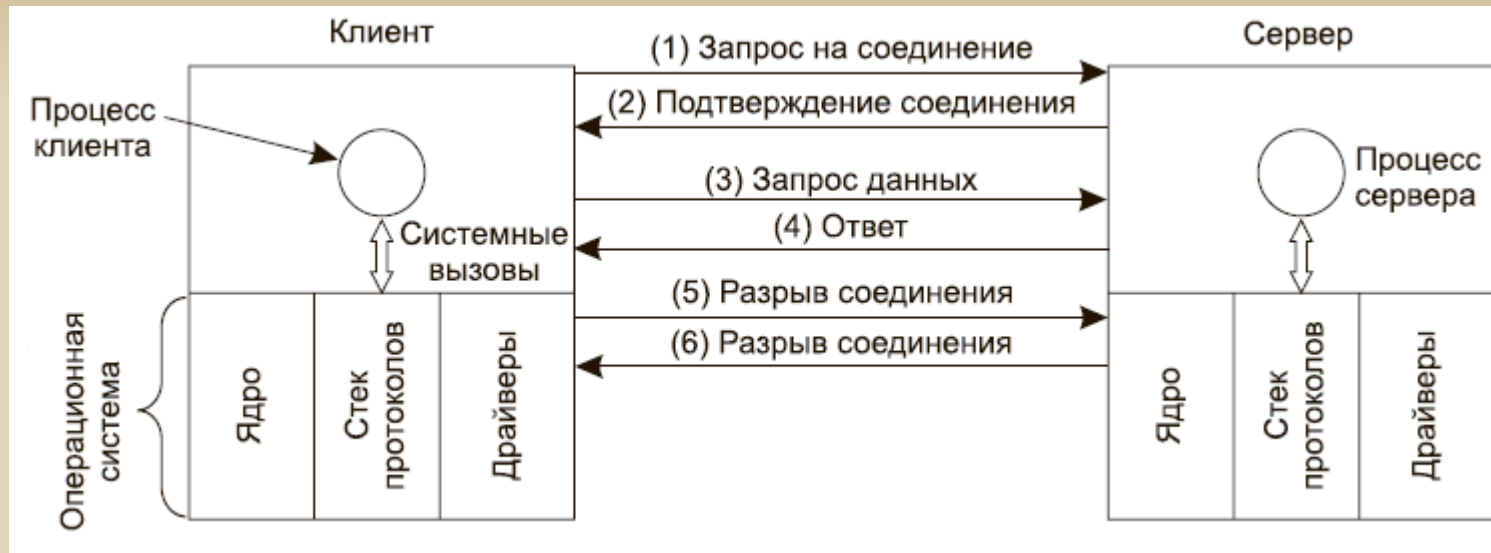 Клиент
Сервер
(1) Запрос на соединение
(2) Подтверждение соединения
(3) Запрос данных
(4) Ответ
(5) Разрыв соединения
(6) Разрыв соединения
Процесс
клиента
Системные
вызовы
Процесс
сервера
Операционная
система
Ядро
Стек
протоколов
Драйверы
Ядро
Стек
протоколов
Драйверы